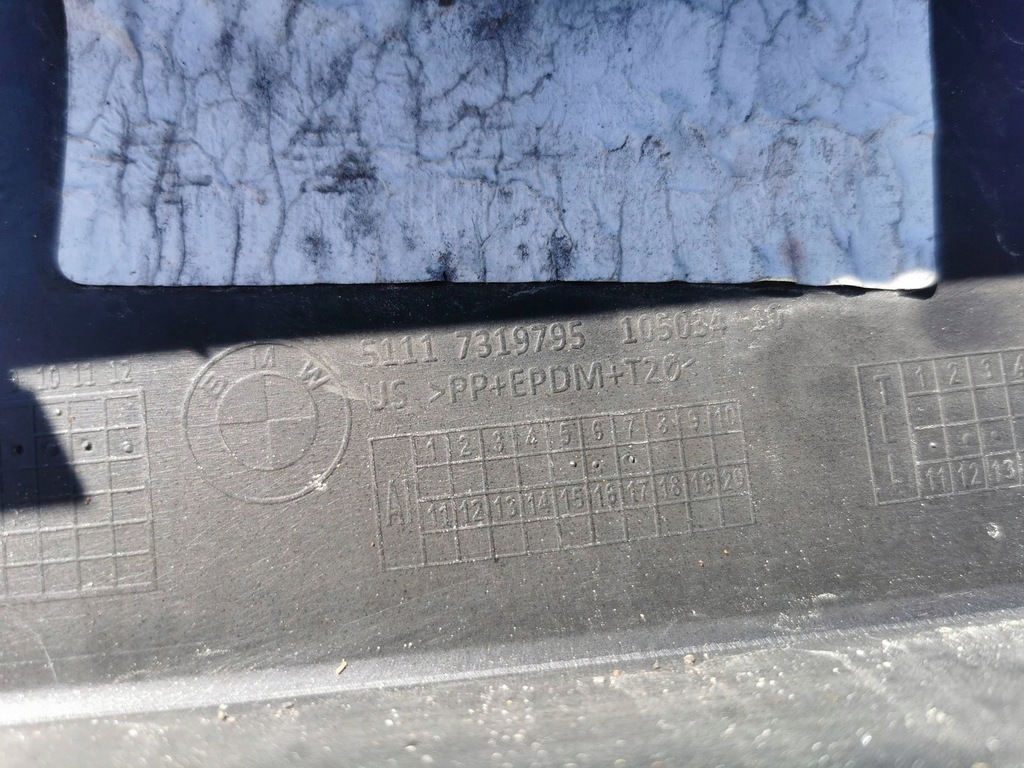 5111 7319795 105034-10
US >PP+EPDM+T20<
BMW
10 11 12
AI 1 2 3 4 5 6 7 8 9 10
11 12 13 14 15 16 17 18 19 20
T 1 2 3 4
L
L 11 12 13